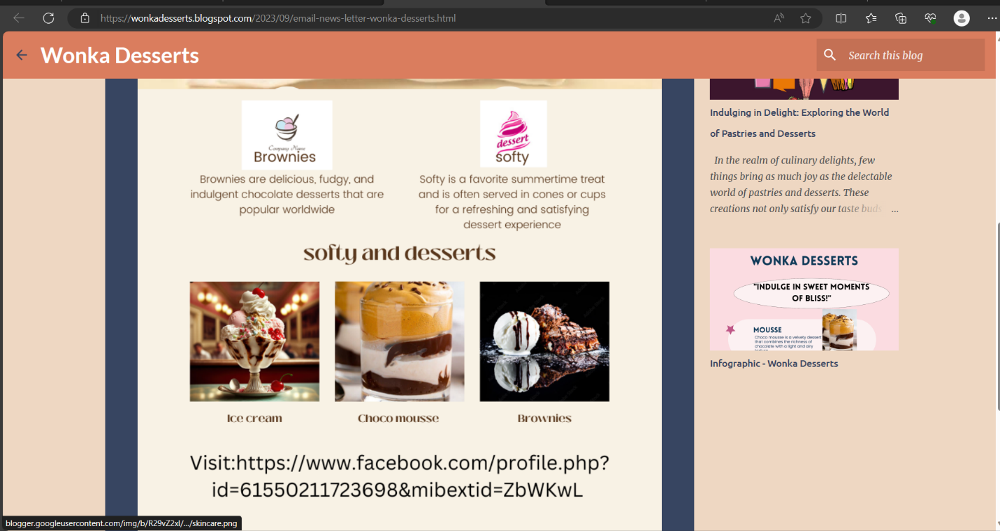 https://wonkadesserts.blogspot.com/2023/09/email-news-letter-wonka-desserts.html
Wonka Desserts
Search this blog
Company Name
Brownies
Brownies are delicious, fudgy, and
indulgent chocolate desserts that are
popular worldwide
dessert
softy
Softy is a favorite summertime treat
and is often served in cones or cups
for a refreshing and satisfying
dessert experience
softy and desserts
Ice cream
Choco mousse
Brownies
Visit:https://www.facebook.com/profile.php?
id=61550211723698&mibextid=ZbWKwL
Indulging in Delight: Exploring the World
of Pastries and Desserts
In the realm of culinary delights, few
things bring as much joy as the delectable
world of pastries and desserts. These
creations not only satisfy our taste buds ...
WONKA DESSERTS
"INDULGE IN SWEET MOMENTS
OF BLISS!"
MOUSSE
Choco mousse is a velvety dessert
that combines the richness of
chocolate with a light and airy
Infographic - Wonka Desserts
blogger.googleusercontent.com/img/b/R29vZ2xl/.../skincare.png